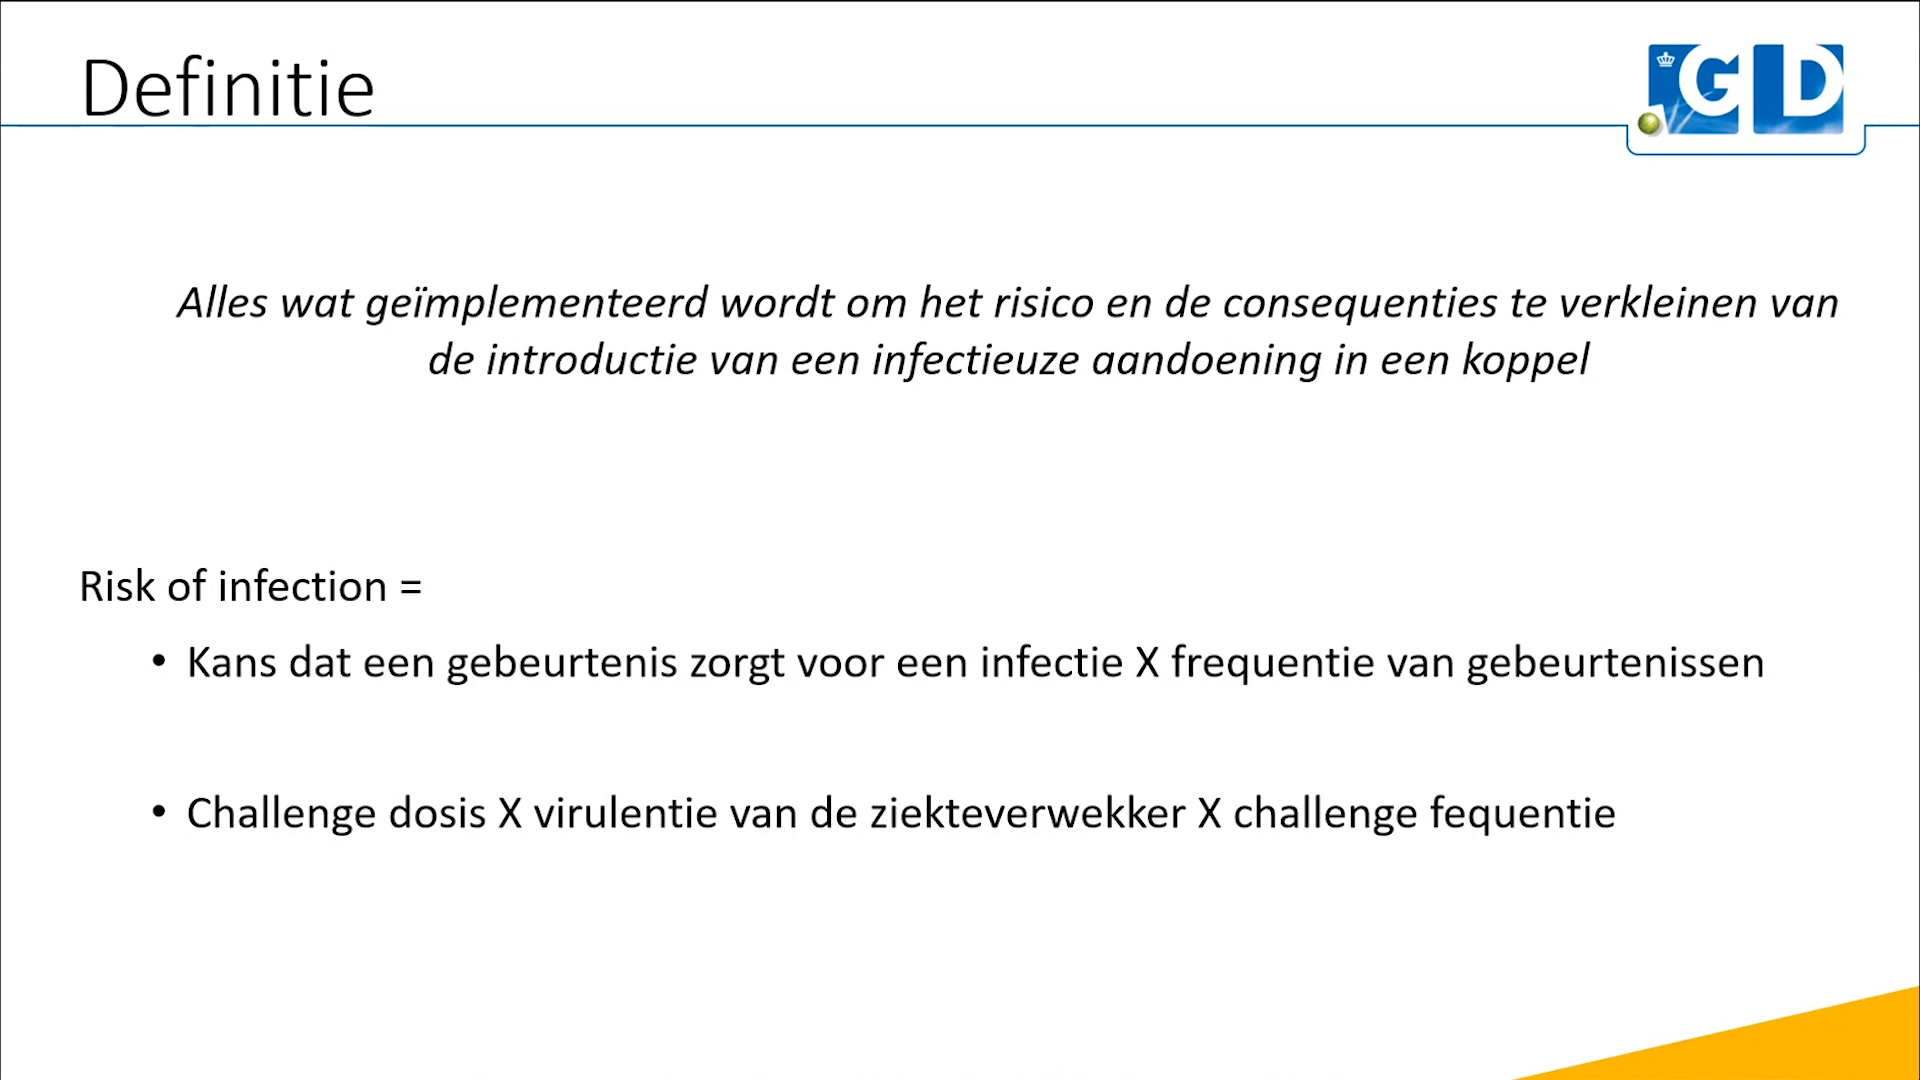 Definitie
GD
Alles wat geïmplementeerd wordt om het risico en de consequenties te verkleinen van
de introductie van een infectieuze aandoening in een koppel
Risk of infection =
• Kans dat een gebeurtenis zorgt voor een infectie X frequentie van gebeurtenissen
• Challenge dosis X virulentie van de ziekteverwekker X challenge fequentie